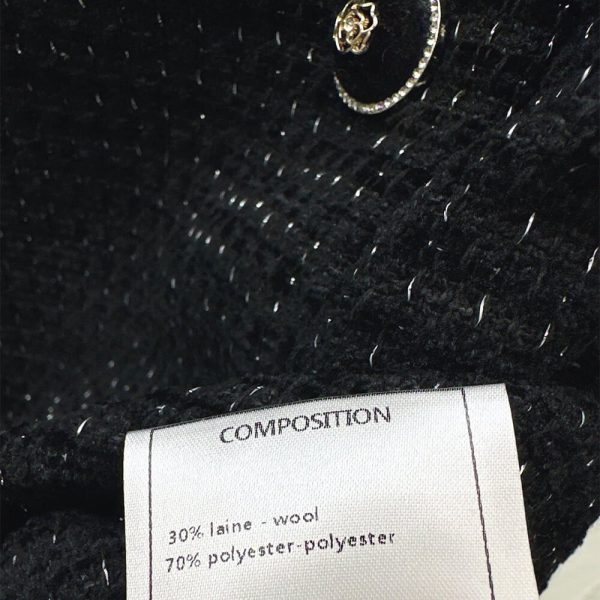 COMPOSITION
30% laine - wool
70% polyester-polyester